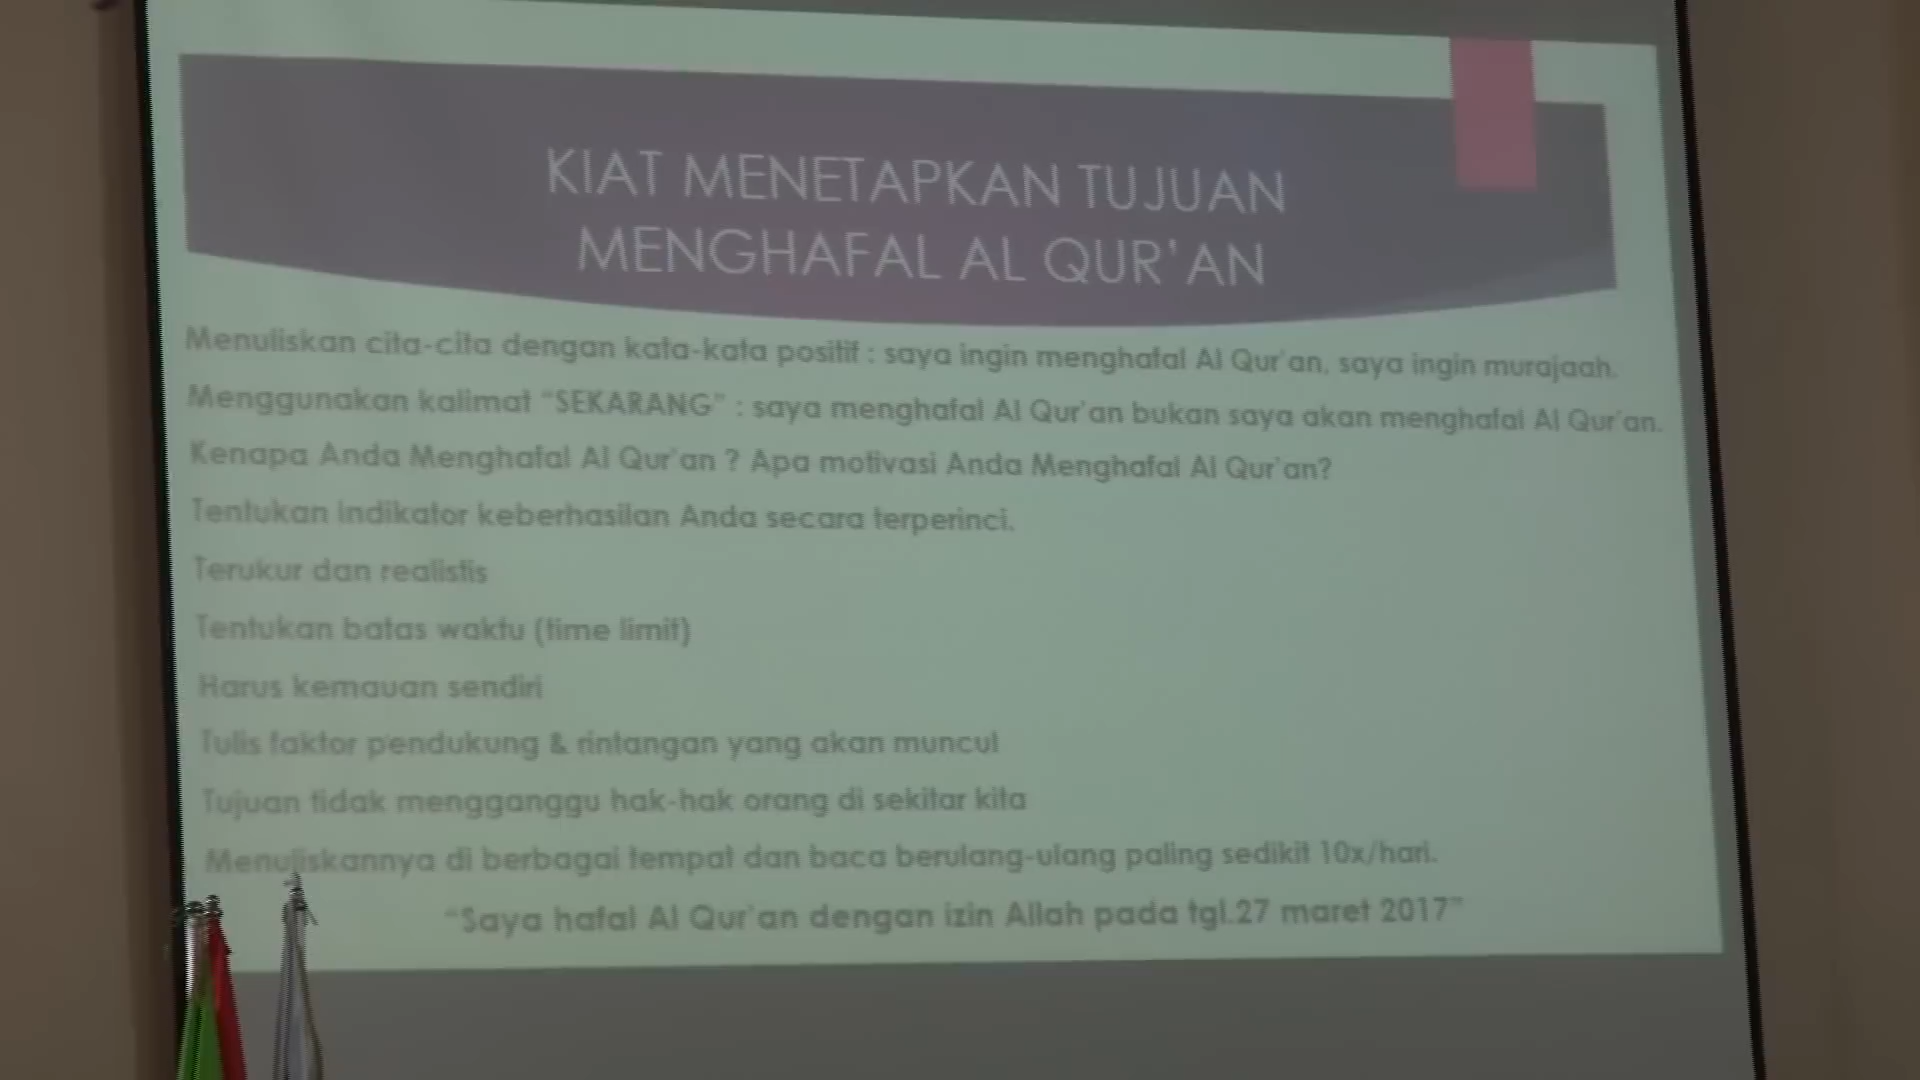 KIAT MENETAPKAN TUJUAN
MENGHAFAL AL QUR'AN
Menuliskan cita-cita dengan kata-kata positif : saya ingin menghafal Al Qur'an, saya ingin murajaah.
Menggunakan kalimat "SEKARANG" : saya menghafal Al Qur'an bukan saya akan menghafal Al Qur'an.
Kenapa Anda Menghafal Al Qur'an ? Apa motivasi Anda Menghafal Al Qur'an?
Tentukan indikator keberhasilan Anda secara terperinci.
Terukur dan realistis
Tentukan batas waktu (time limit)
Harus kemauan sendiri
Tulis faktor pendukung & rintangan yang akan muncul
Tujuan tidak mengganggu hak-hak orang di sekitar kita
Menuliskannya di berbagai tempat dan baca berulang-ulang paling sedikit 10x/hari.
"Saya hafal Al Qur'an dengan izin Allah pada tgl.27 maret 2017"